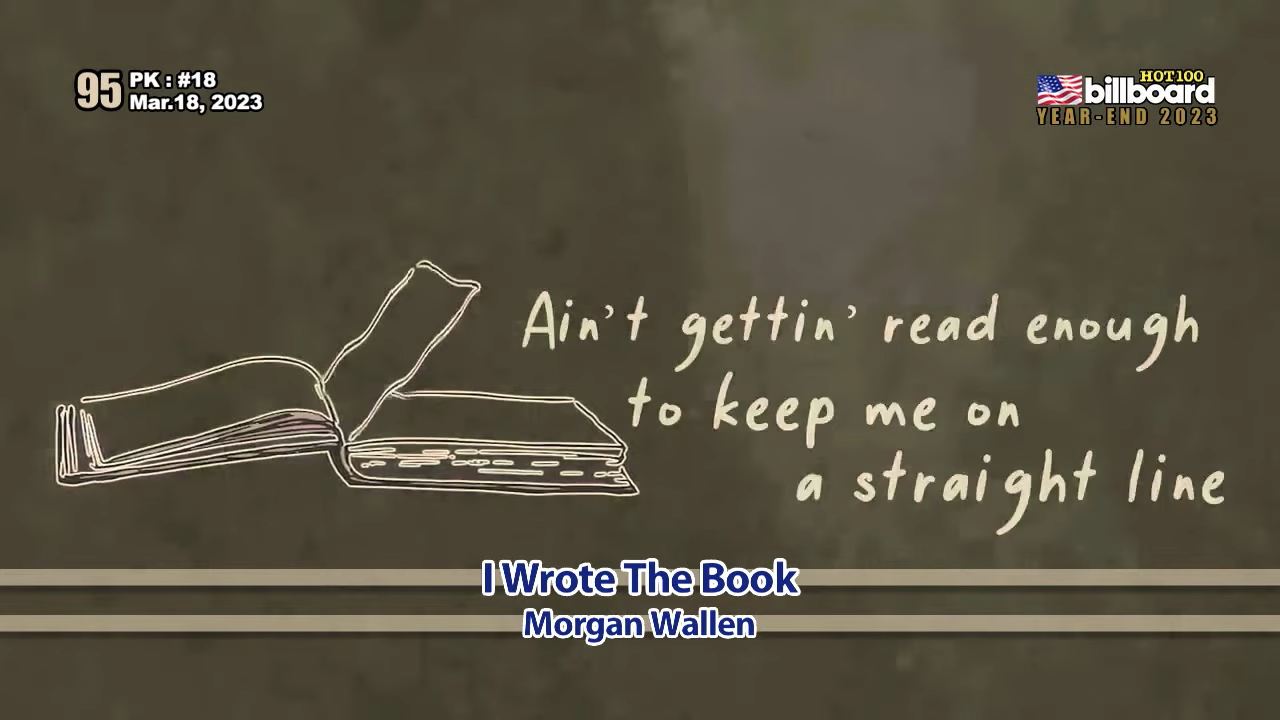 95 PK : #18
Mar.18, 2023
HOT100
billboard
YEAR-END 2023
Ain't gettin' read enough
to keep me on
a straight line
I Wrote The Book
Morgan Wallen